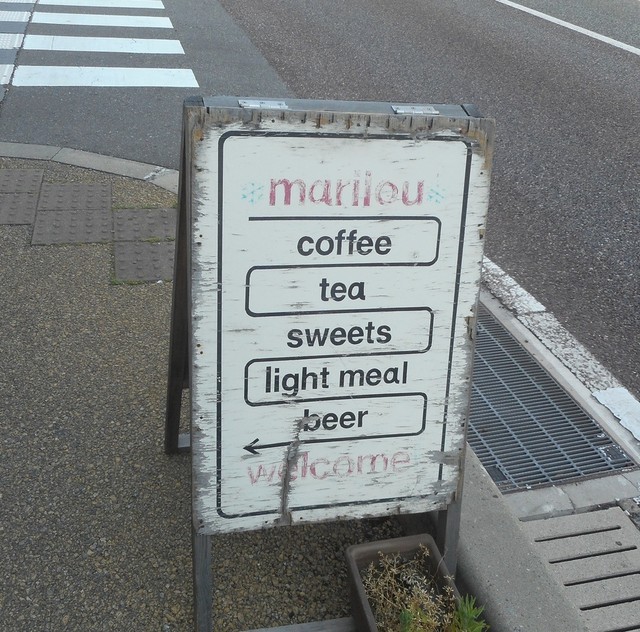 marilou
coffee
tea
sweets
light meal
beer
welcome